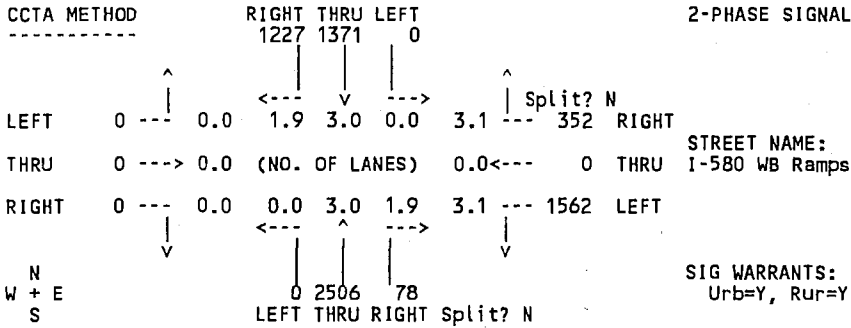 CCTA METHOD RIGHT THRU LEFT 2-PHASE SIGNAL
----------- 1227 1371 0
^ | | | ^
| <--- v ---> | Split? N
LEFT 0 --- 0.0 1.9 3.0 0.0 3.1 --- 352 RIGHT
STREET NAME:
THRU 0 ---> 0.0 (NO. OF LANES) 0.0<--- 0 THRU I-580 WB Ramps
RIGHT 0 --- 0.0 0.0 3.0 1.9 3.1 --- 1562 LEFT
| <--- ^ ---> |
v | | | v
N SIG WARRANTS:
W + E 0 2506 78 Urb=Y, Rur=Y
S LEFT THRU RIGHT Split? N